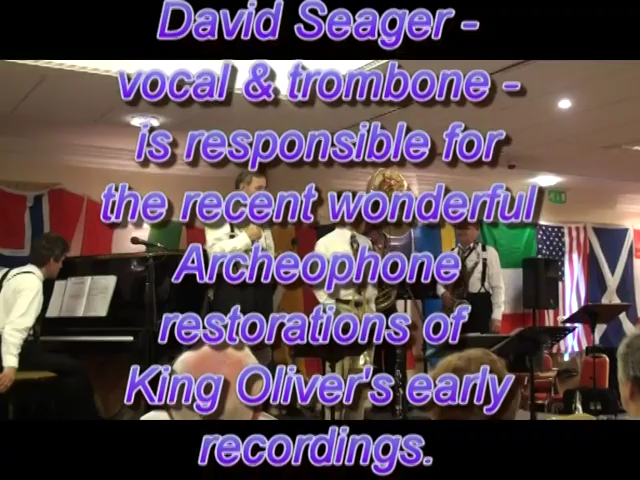 David Seager -
vocal & trombone -
is responsible for
the recent wonderful
Archeophone
restorations of
King Oliver's early
recordings.